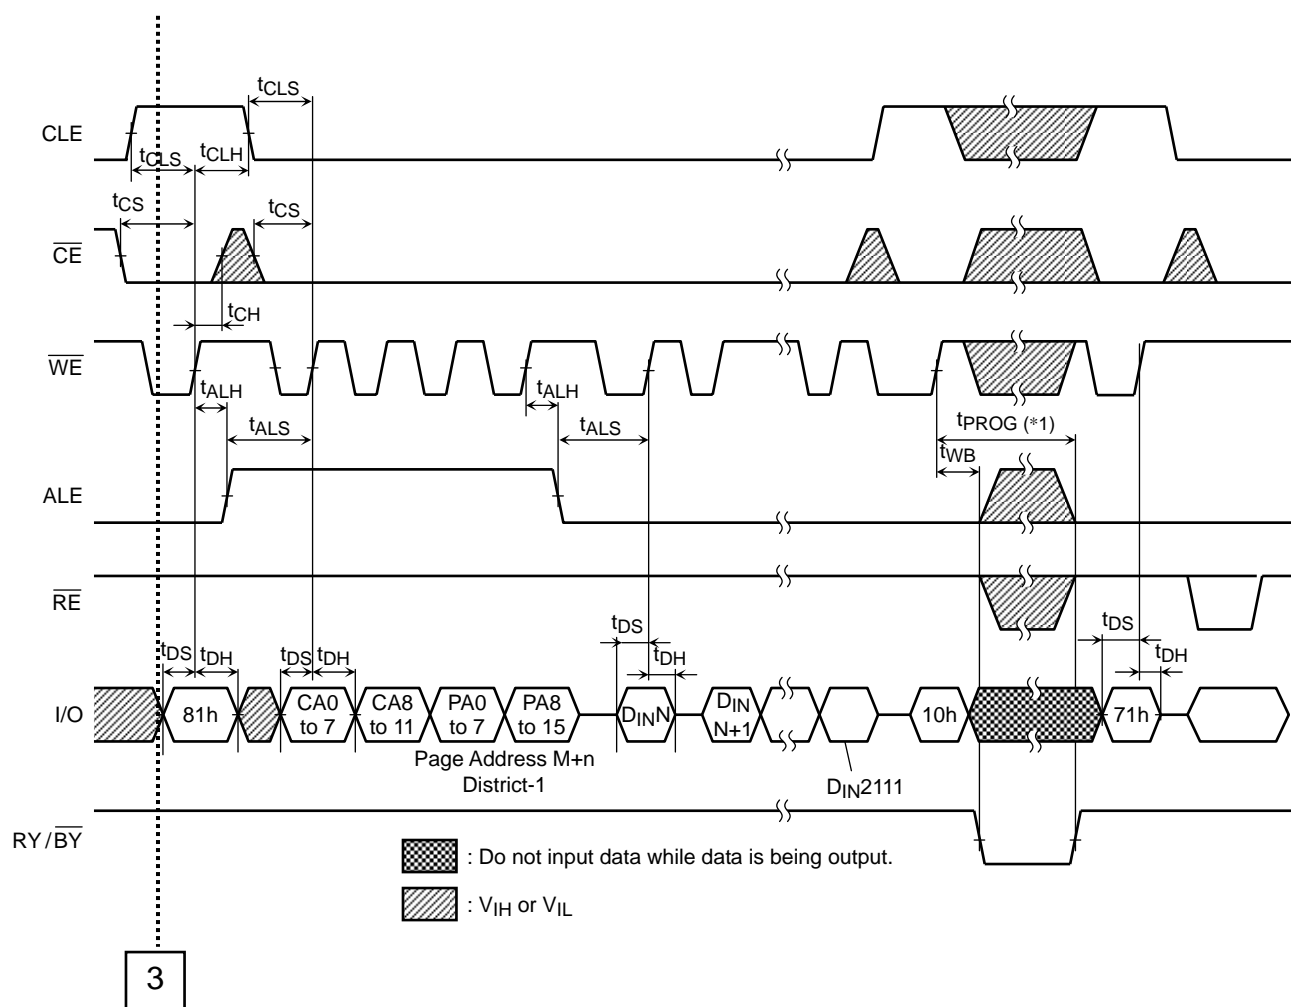 tCLS
CLE
tCLS
tCLH
tCS
tCS
CE
tCH
WE
tALH
tALH
tALS
tALS
tPROG (*1)
tWB
ALE
RE
tDS
tDS
tDS
tDH
tDS
tDH
tDH
tDH
I/O
81h
CA0 to 7
CA8 to 11
PA0 to 7
PA8 to 15
DINN
DIN N+1
10h
71h
Page Address M+n
District-1
DIN2111
RY/BY
: Do not input data while data is being output.
: VIH or VIL
3